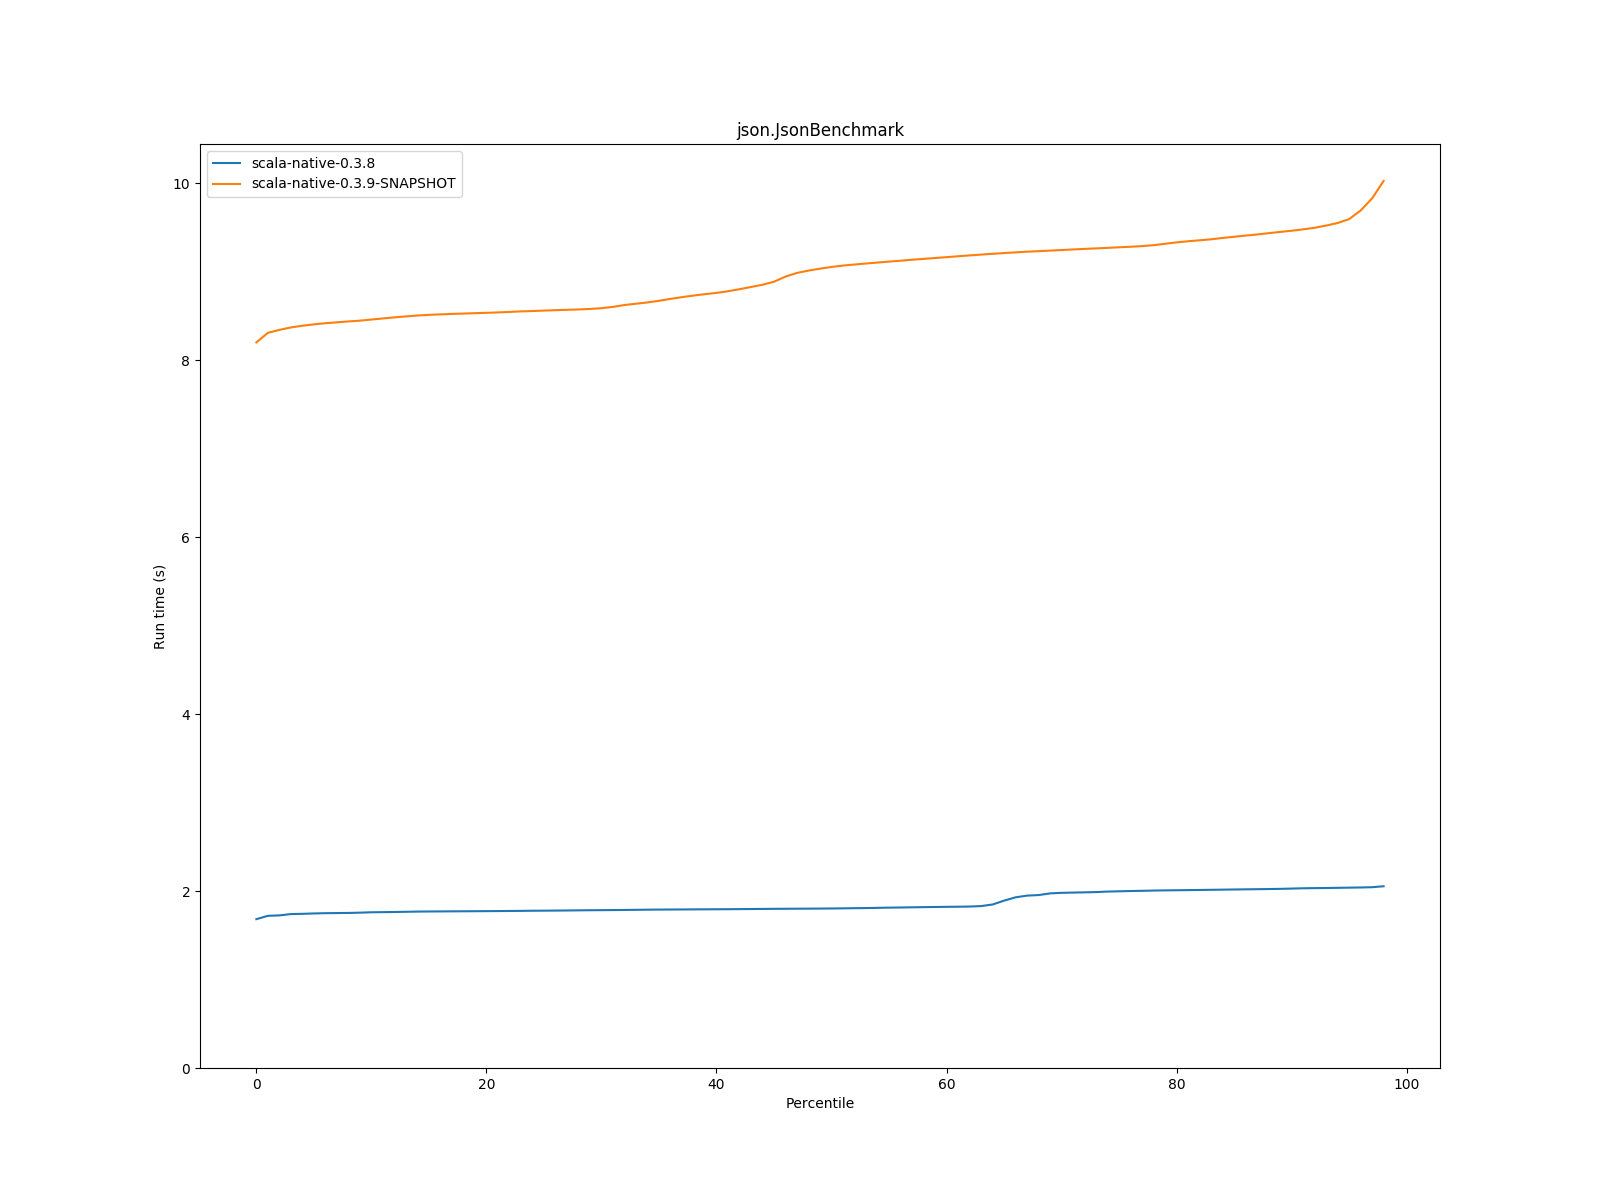 json.JsonBenchmark
scala-native-0.3.8
scala-native-0.3.9-SNAPSHOT
10
8
6
4
2
0
Run time (s)
0 20 40 60 80 100
Percentile